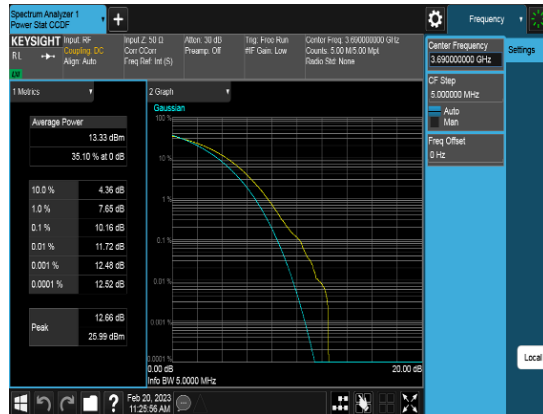 Spectrum Analyzer 1
Power Stat CCDF
Frequency
KEYSIGHT
RL
Input: RF
Coupling: DC
Align: Auto
Input Z: 50 Ω
Corr CCorr
Freq Ref: Int (S)
Atten: 30 dB
Preamp: Off
Trig: Free Run
#IF Gain: Low
Center Freq: 3.690000000 GHz
Counts: 5.00 M/5.00 Mpt
Radio Std: None
Center Frequency
3.690000000 GHz
Settings
CF Step
5.000000 MHz
Auto
Man
Freq Offset
0 Hz
1 Metrics
Average Power
13.33 dBm
35.10 % at 0 dB
10.0 % 4.36 dB
1.0 % 7.65 dB
0.1 % 10.16 dB
0.01 % 11.72 dB
0.001 % 12.48 dB
0.0001 % 12.52 dB
Peak
12.66 dB
25.99 dBm
2 Graph
Gaussian
100 %
10 %
1 %
0.1 %
0.01 %
0.001 %
0.0001 %
0.00 dB 20.00 dB
Info BW 5.0000 MHz
Local
?
Feb 20, 2023
11:25:56 AM